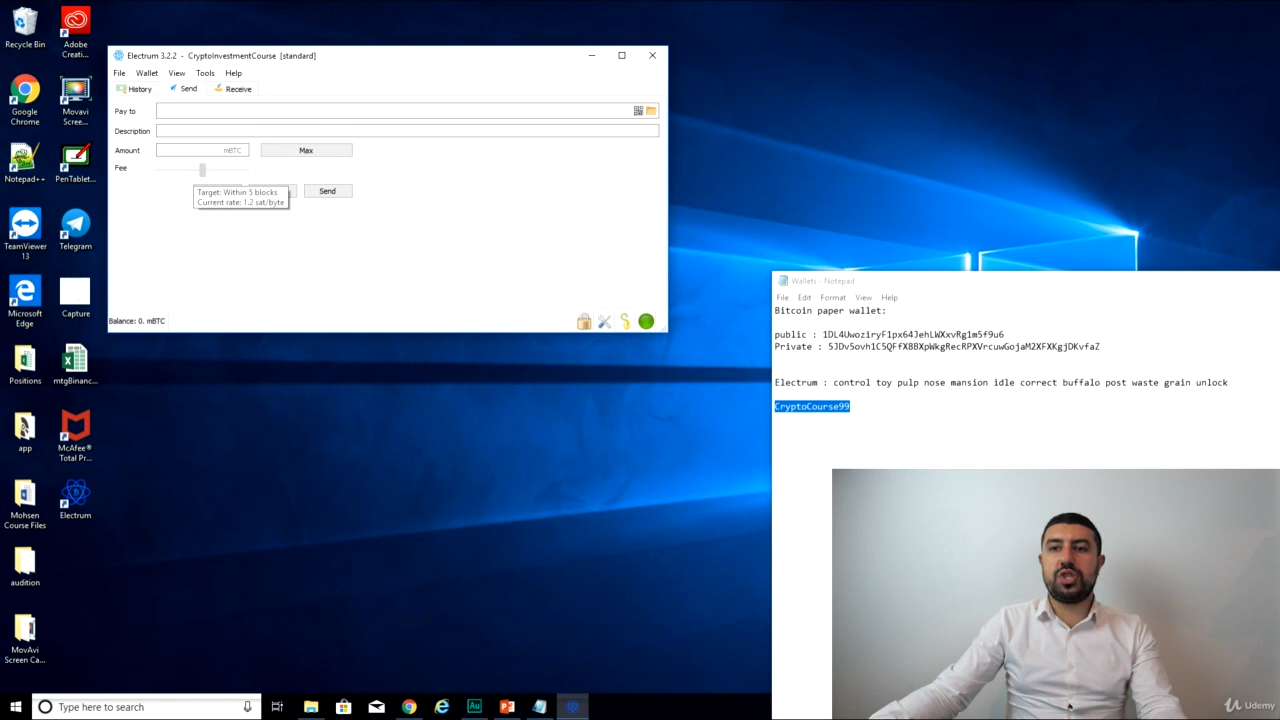 Recycle Bin
Adobe Creati...
Google Chrome
Movavi Scree...
Notepad++
PenTablet...
TeamViewer 13
Telegram
Microsoft Edge
Capture
Positions
mtgBinanc...
app
McAfee® Total Pr...
Mohsen Course Files
Electrum
audition
MovAvi Screen Ca...
Electrum 3.2.2 - CryptoInvestmentCourse [standard]
File Wallet View Tools Help
History Send Receive
Pay to
Description
Amount mBTC Max
Fee
Send
Target: Within 5 blocks
Current rate: 1.2 sat/byte
Balance: 0. mBTC
Wallets - Notepad
File Edit Format View Help
Bitcoin paper wallet:
public : 1DL4UwoziryF1px64JehLWXxvRg1m5f9u6
Private : 5JDv5ovh1C5QFfX8BXpWkgRecRPXVrcuwGojaM2XFXKgjDKvfaZ
Electrum : control toy pulp nose mansion idle correct buffalo post waste grain unlock
CryptoCourse99
Type here to search
Udemy